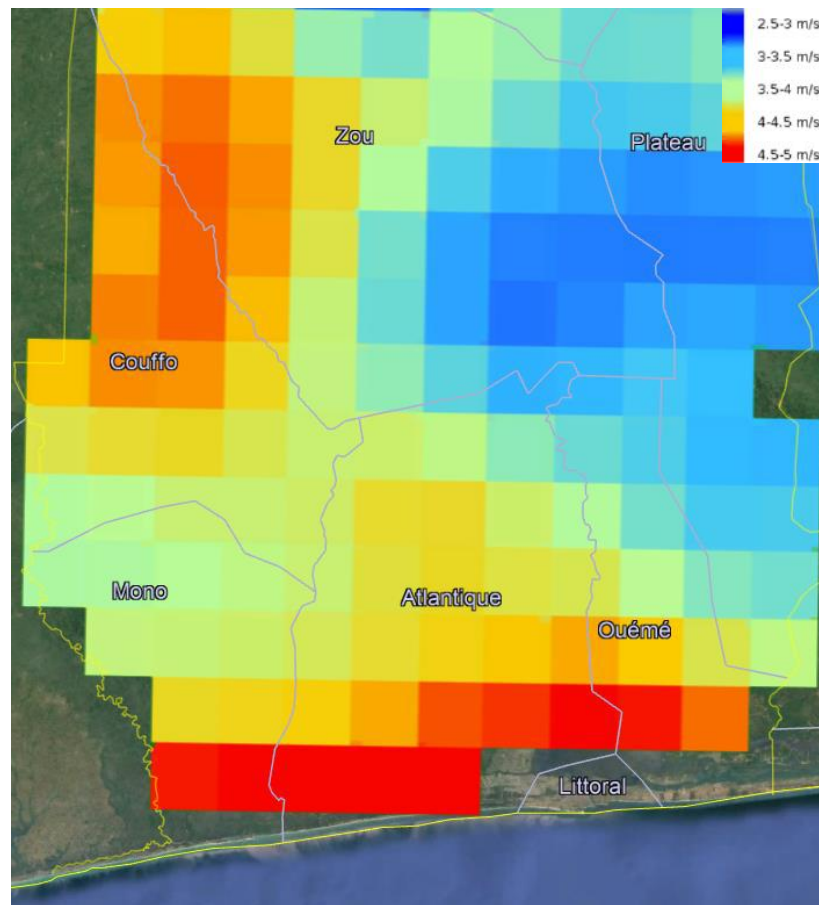 2.5-3 m/s
3-3.5 m/s
3.5-4 m/s
4-4.5 m/s
4.5-5 m/s
Zou
Plateau
Couffo
Mono
Atlantique
Ouémé
Littoral